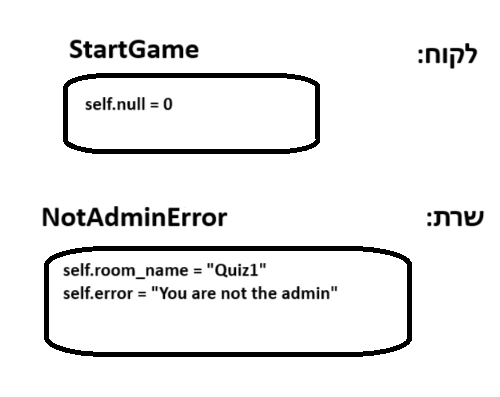 לקוח:
StartGame
self.null = 0
שרת:
NotAdminError
self.room_name = "Quiz1"
self.error = "You are not the admin"